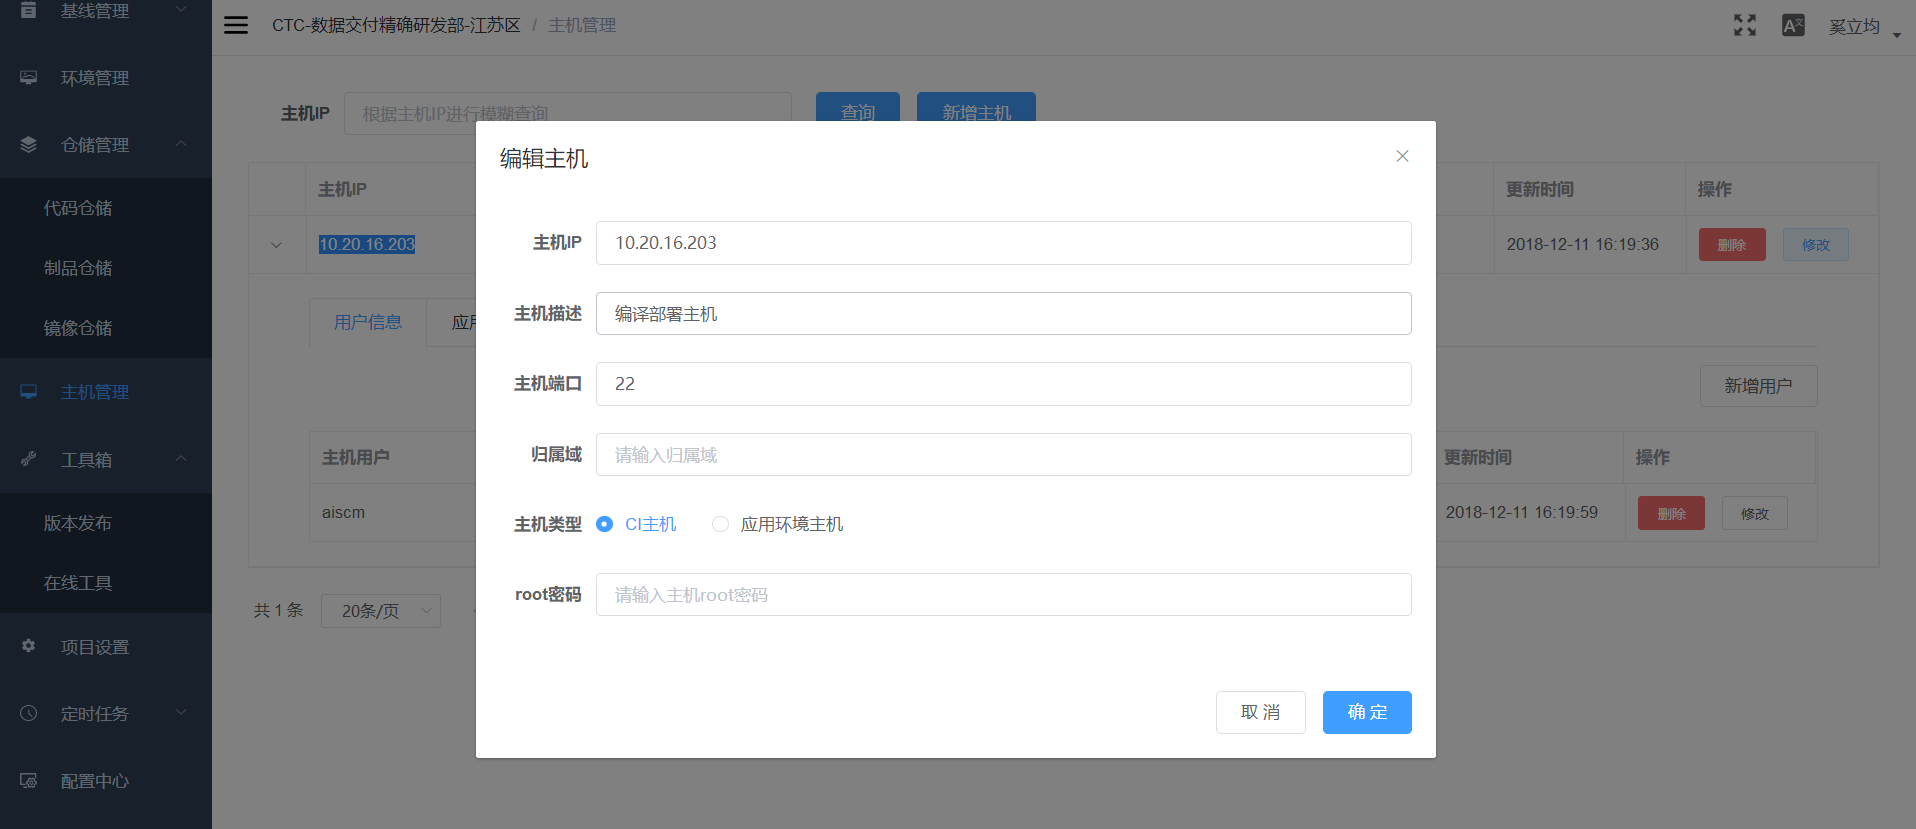 基线管理
环境管理
仓储管理
代码仓储
制品仓储
镜像仓储
主机管理
工具箱
版本发布
在线工具
项目设置
定时任务
配置中心
CTC-数据交付精确研发部-江苏区 / 主机管理
奚立均
主机IP 根据主机IP进行模糊查询 查询 新增主机
主机IP 更新时间 操作
10.20.16.203 2018-12-11 16:19:36 删除 修改
用户信息 应用
新增用户
主机用户 更新时间 操作
aiscm 2018-12-11 16:19:59 删除 修改
共 1 条 20条/页
编辑主机
主机IP 10.20.16.203
主机描述 编译部署主机
主机端口 22
归属域 请输入归属域
主机类型 CI主机 应用环境主机
root密码 请输入主机root密码
取 消 确 定